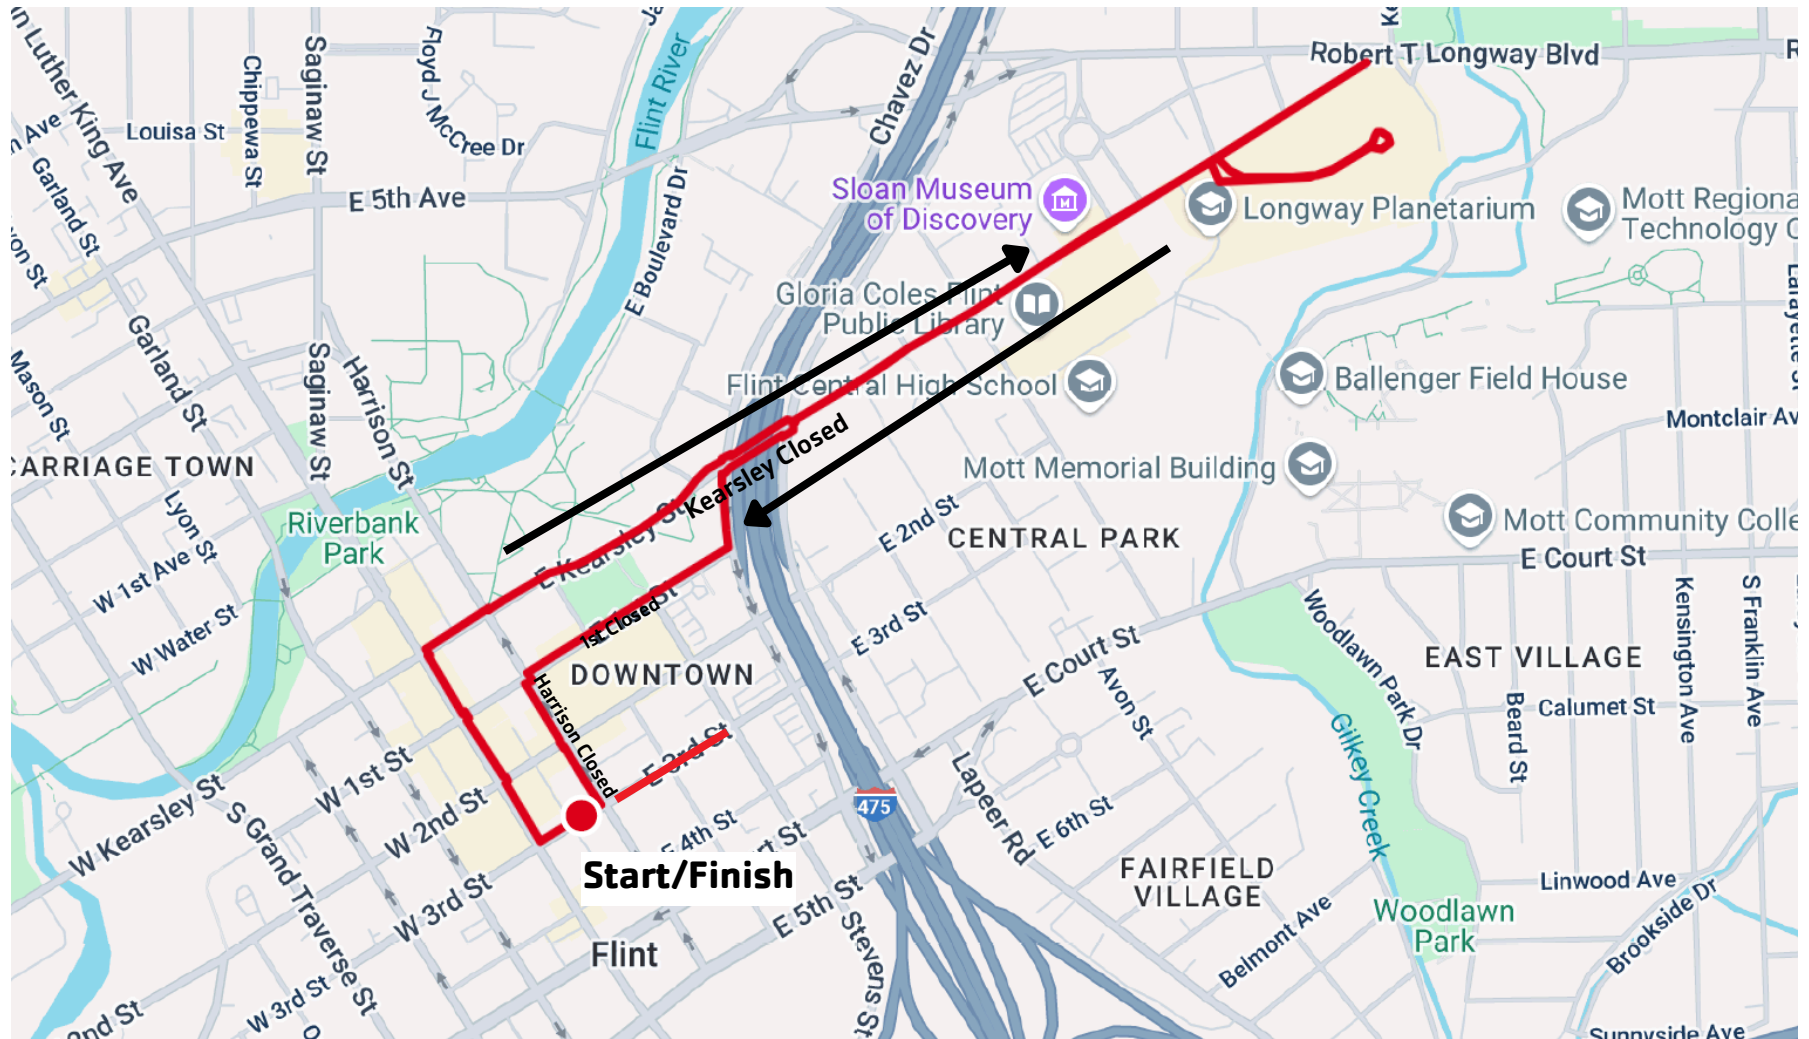 Robert T Longway Blvd
Saginaw St
Floyd J McCree Dr
Flint River
Chavez Dr
Chippewa St
Louisa St
Luther King Ave
Garland St
E 5th Ave
E Boulevard Dr
Sloan Museum
of Discovery
Longway Planetarium
Mott Regiona
Technology C
Gloria Coles Flint
Public Library
Lafayette S
Garland St
Saginaw St
Harrison St
Mason St
Flint Central High School
Ballenger Field House
Montclair Av
Kearsley Closed
CARRIAGE TOWN
Lyon St
Mott Memorial Building
Riverbank
Park
E 2nd St
CENTRAL PARK
Mott Community Colle
E Court St
W 1st Ave
W Water St
E Kearsley St
1st Closed
St
E 3rd St
E Court St
Woodlawn Park Dr
Kensington Ave
S Franklin Ave
DOWNTOWN
EAST VILLAGE
Harrison Closed
Avon St
Calumet St
Beard St
Gilkey Creek
E 3rd St
W 1st St
W Kearsley St
W 2nd St
S Grand Traverse St
475
Lapeer Rd
E 6th St
E 4th St
rt St
Start/Finish
W 3rd St
E 5th St
FAIRFIELD
VILLAGE
Linwood Ave
Brookside Dr
Woodlawn
Park
Belmont Ave
Flint
Stevens St
W 3rd St
2nd St
Sunnyside Ave